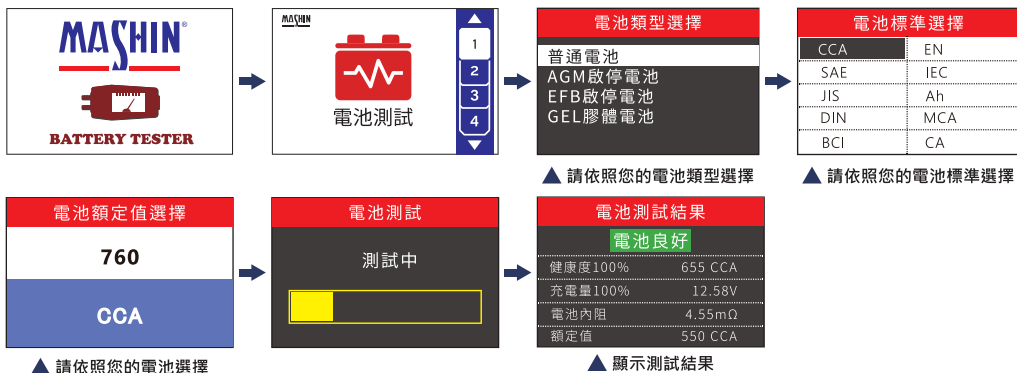 MASHIN
BATTERY TESTER
MASHIN
電池測試
1
2
3
4
電池類型選擇
普通電池
AGM啟停電池
EFB啟停電池
GEL膠體電池
請依照您的電池類型選擇
電池標準選擇
CCA EN
SAE IEC
JIS Ah
DIN MCA
BCI CA
請依照您的電池標準選擇
電池額定值選擇
760
CCA
請依照您的電池選擇
電池測試
測試中
電池測試結果
電池良好
健康度100% 655 CCA
充電量100% 12.58V
電池內阻 4.55mΩ
額定值 550 CCA
顯示測試結果